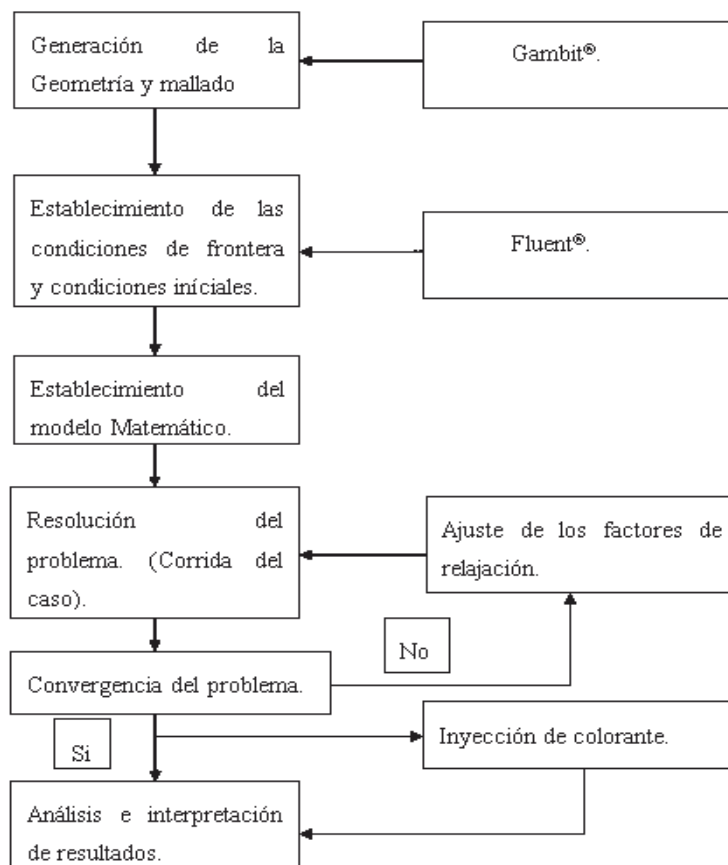 Generación de la
Geometría y mallado
Gambit®.
Establecimiento de las
condiciones de frontera
y condiciones iníciales.
Fluent®.
Establecimiento del
modelo Matemático.
Resolución del
problema. (Corrida del
caso).
Ajuste de los factores de
relajación.
No
Convergencia del problema.
Si
Inyección de colorante.
Análisis e interpretación
de resultados.